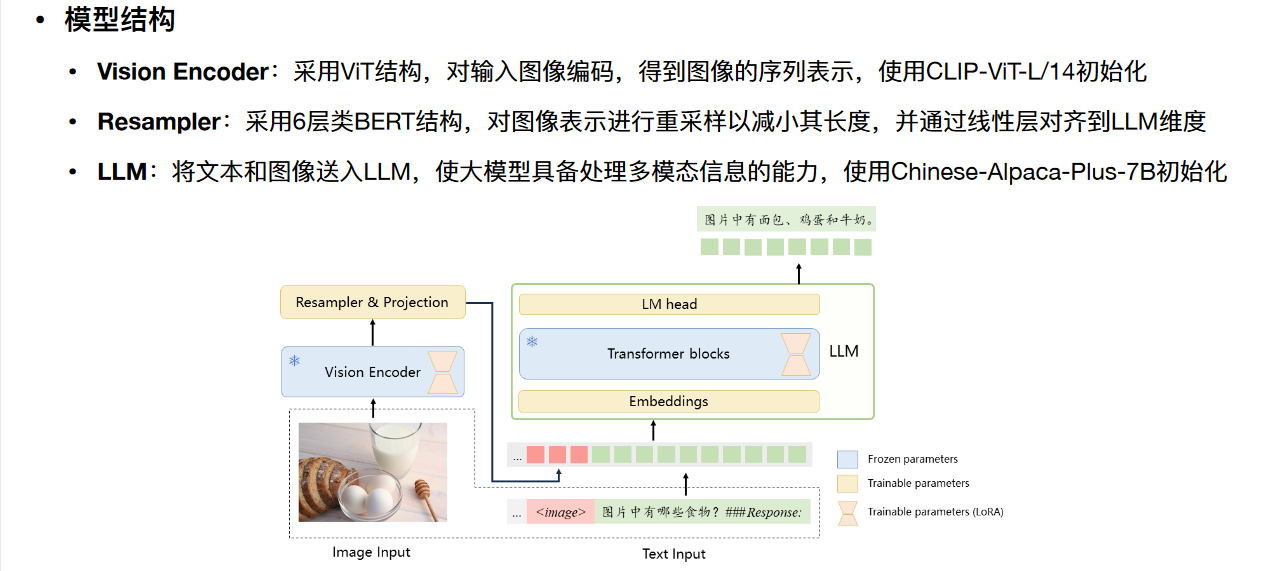 • 模型结构
• Vision Encoder：采用ViT结构，对输入图像编码，得到图像的序列表示，使用CLIP-ViT-L/14初始化
• Resampler：采用6层类BERT结构，对图像表示进行重采样以减小其长度，并通过线性层对齐到LLM维度
• LLM：将文本和图像送入LLM，使大模型具备处理多模态信息的能力，使用Chinese-Alpaca-Plus-7B初始化
图片中有面包、鸡蛋和牛奶。
Resampler & Projection
LM head
Vision Encoder
Transformer blocks
LLM
Embeddings
...
... <image> 图片中有哪些食物？###Response:
Image Input
Text Input
Frozen parameters
Trainable parameters
Trainable parameters (LoRA)